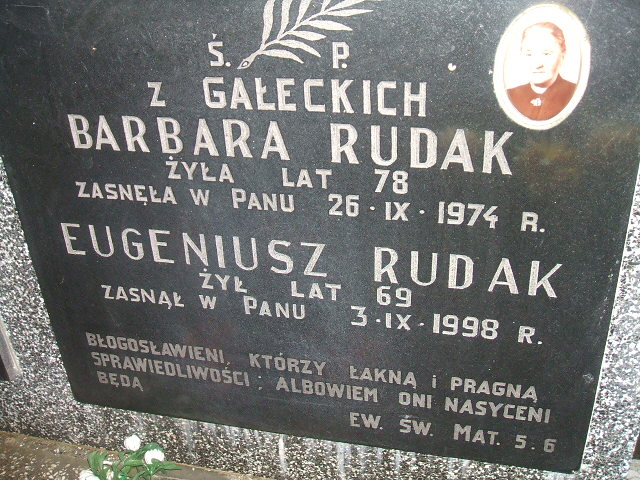 Ś. P.
Z GAŁECKICH
BARBARA RUDAK
ŻYŁA LAT 78
ZASNĘŁA W PANU 26·IX·1974 R.
EUGENIUSZ RUDAK
ŻYŁ LAT 69
ZASNĄŁ W PANU 3·IX·1998 R.
BŁOGOSŁAWIENI, KTÓRZY ŁAKNĄ I PRAGNĄ
SPRAWIEDLIWOŚCI : ALBOWIEM ONI NASYCENI
BĘDĄ
EW. ŚW. MAT. 5.6